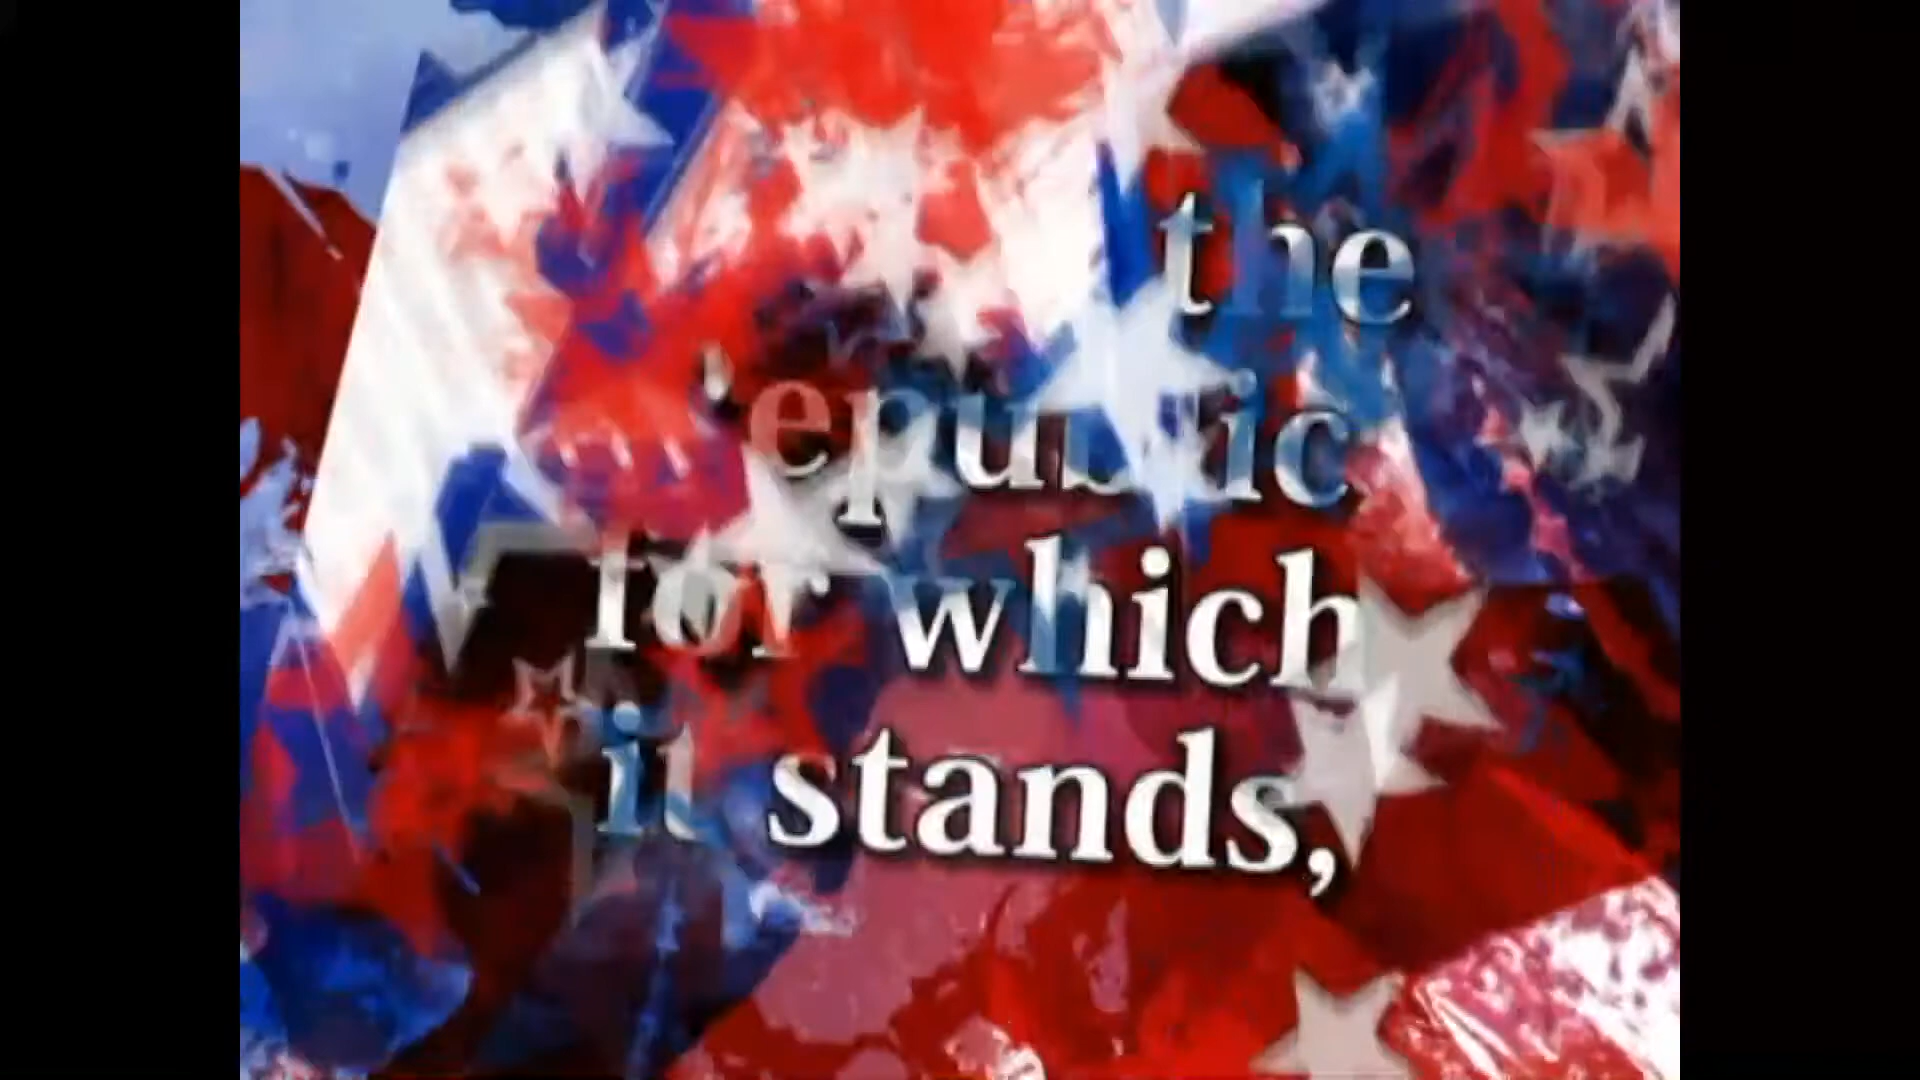 the
republic
for which
it stands,